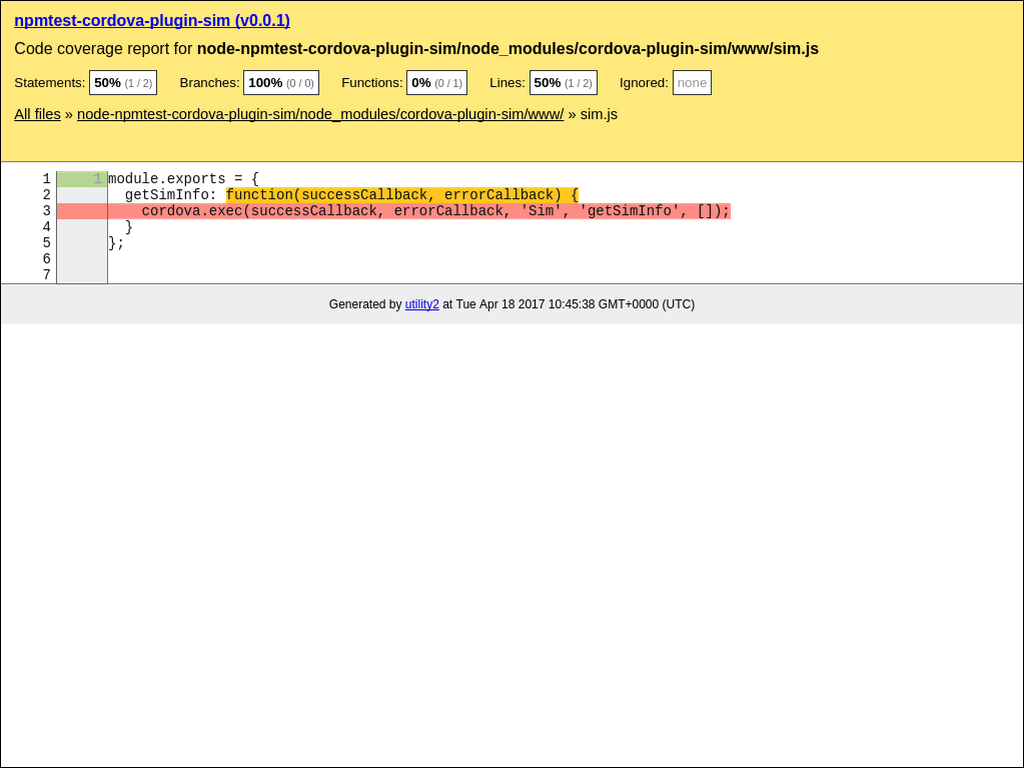 npmtest-cordova-plugin-sim (v0.0.1)
Code coverage report for node-npmtest-cordova-plugin-sim/node_modules/cordova-plugin-sim/www/sim.js
Statements: 50% (1 / 2) Branches: 100% (0 / 0) Functions: 0% (0 / 1) Lines: 50% (1 / 2) Ignored: none
All files » node-npmtest-cordova-plugin-sim/node_modules/cordova-plugin-sim/www/ » sim.js
1 1 module.exports = {
2 getSimInfo: function(successCallback, errorCallback) {
3 cordova.exec(successCallback, errorCallback, 'Sim', 'getSimInfo', []);
4 }
5 };
6
7
Generated by utility2 at Tue Apr 18 2017 10:45:38 GMT+0000 (UTC)